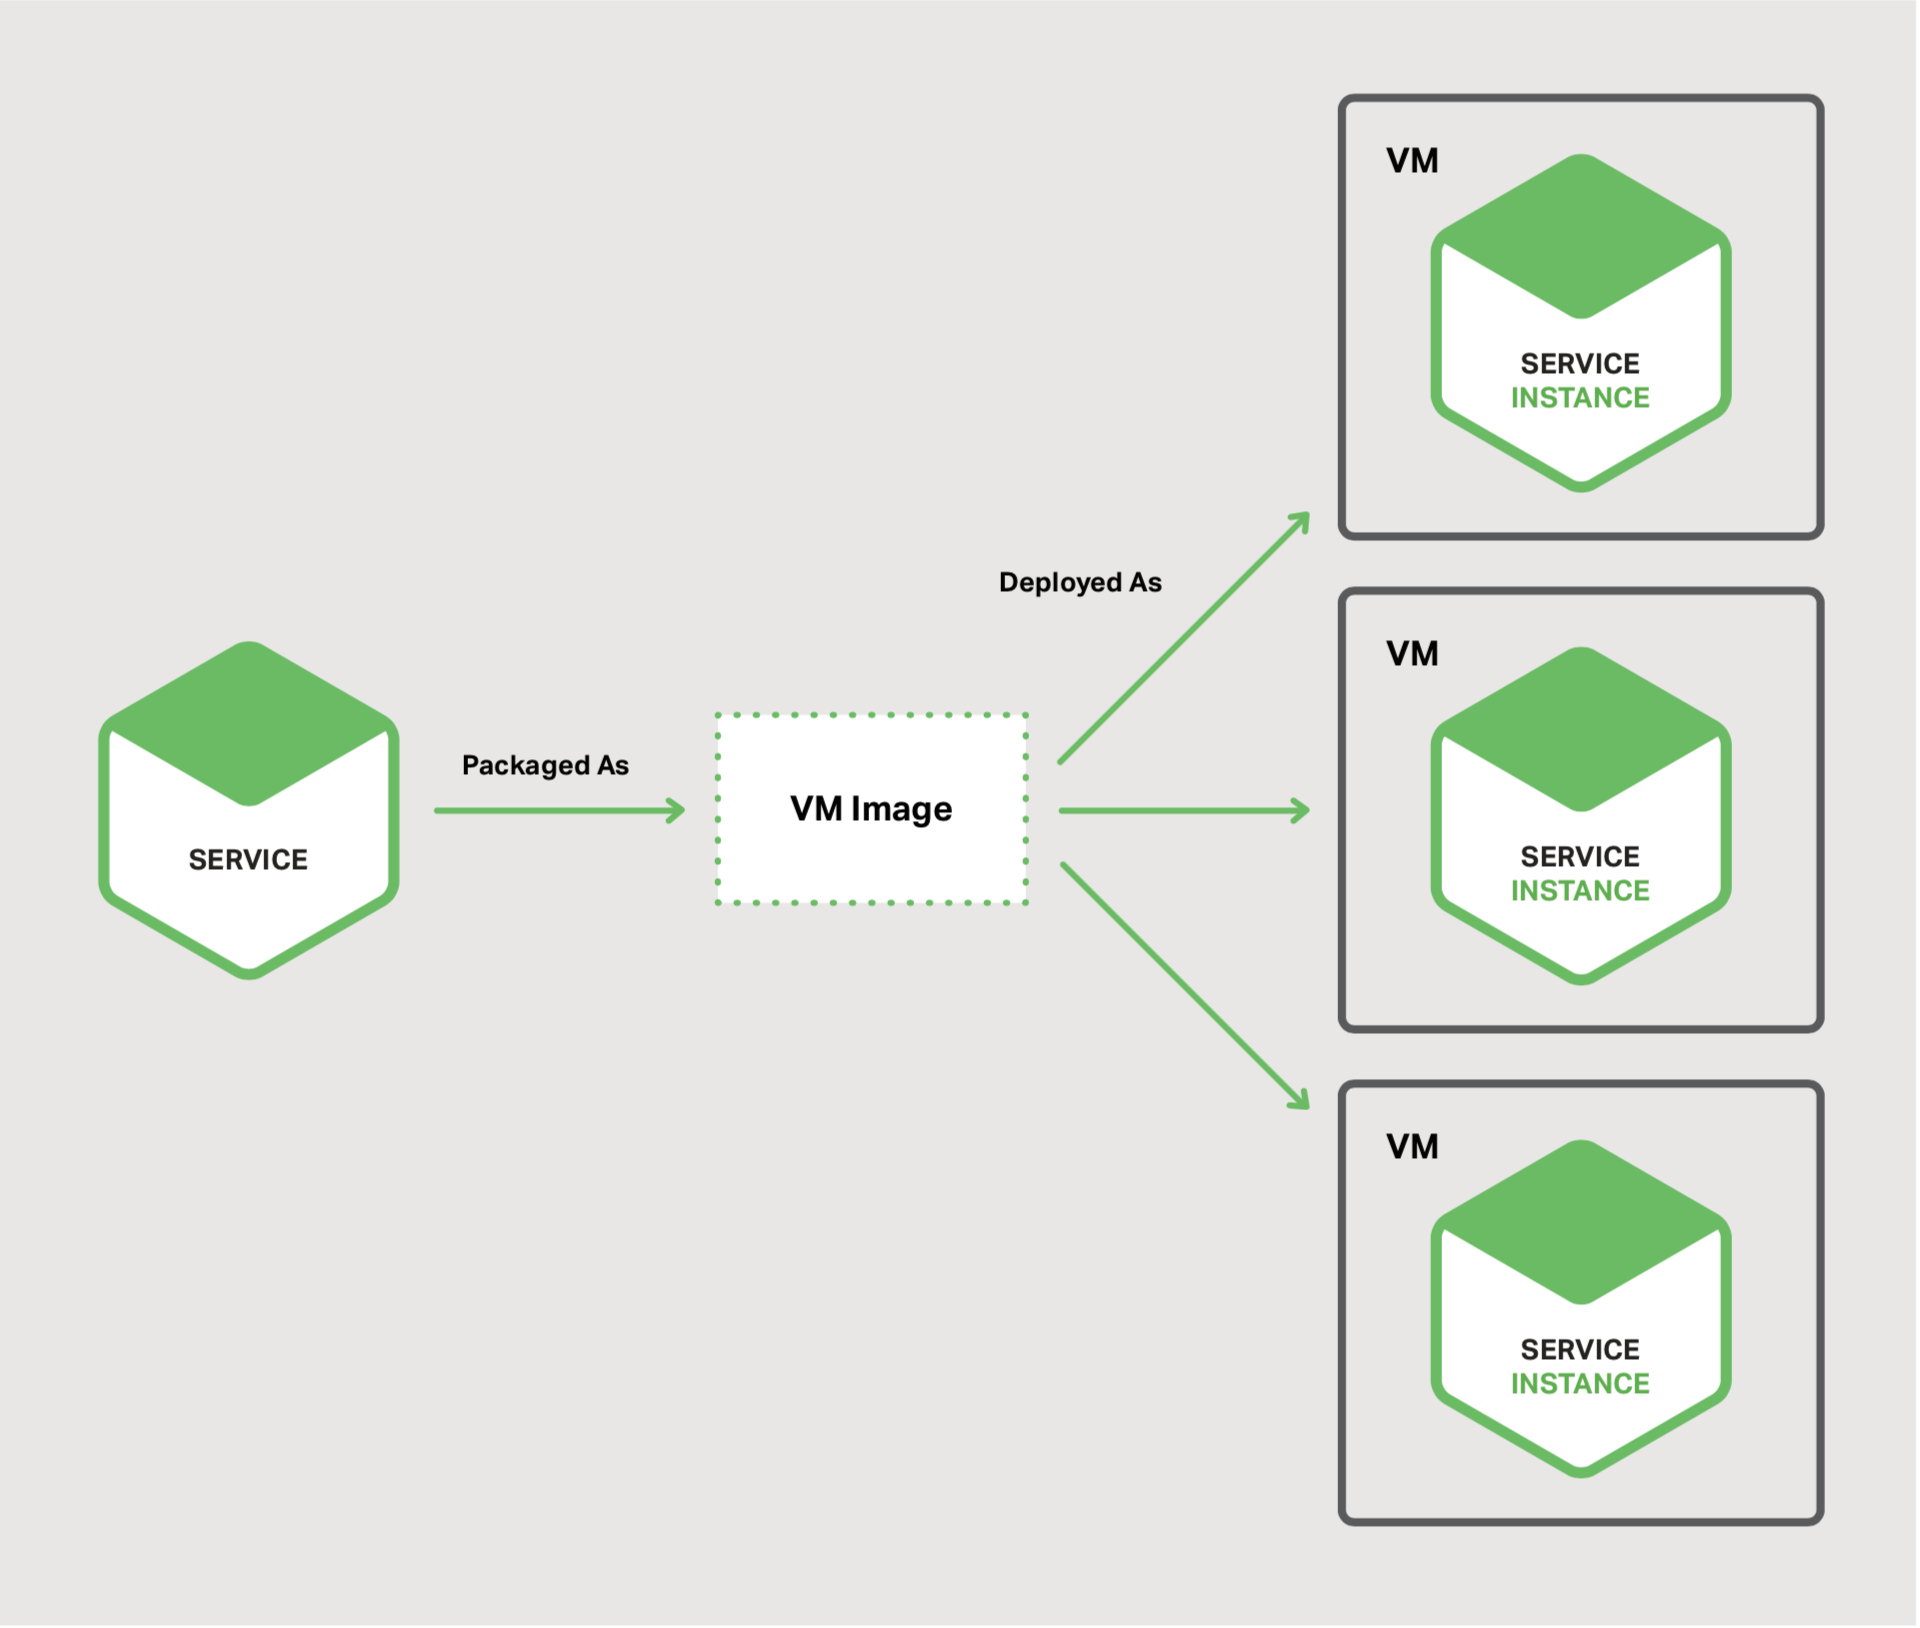 SERVICE
Packaged As
VM Image
Deployed As
VM
SERVICE
INSTANCE
VM
SERVICE
INSTANCE
VM
SERVICE
INSTANCE